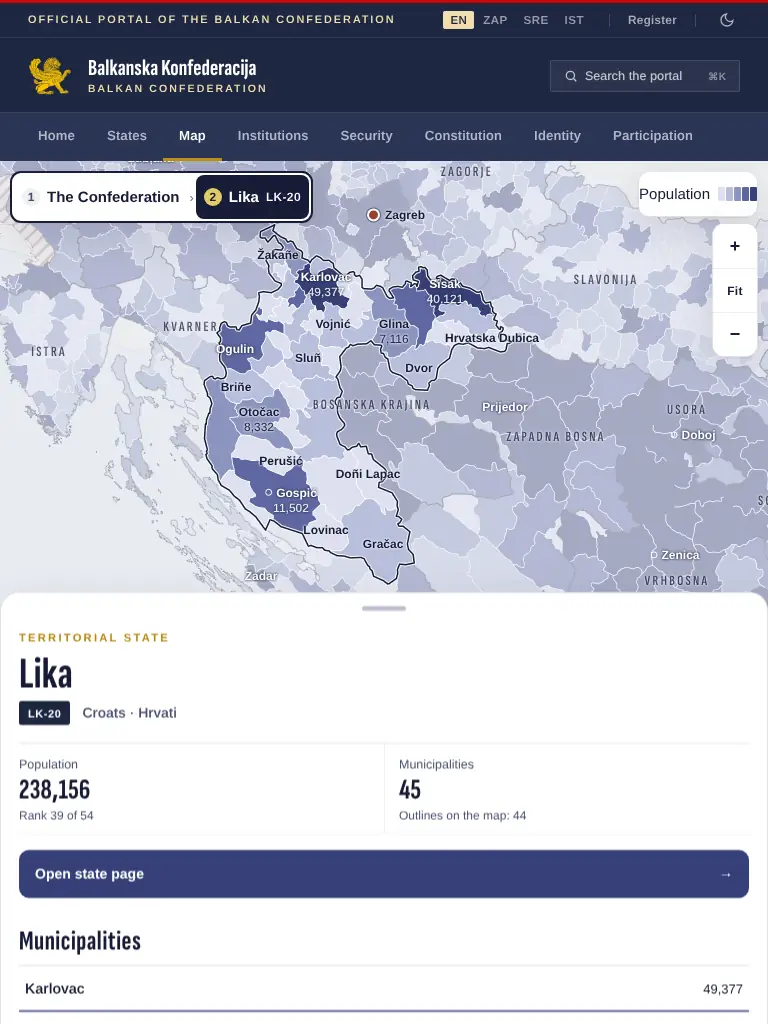 OFFICIAL PORTAL OF THE BALKAN CONFEDERATION
EN ZAP SRE IST Register
Balkanska Konfederacija
BALKAN CONFEDERATION
Search the portal ⌘K
Home States Map Institutions Security Constitution Identity Participation
1 The Confederation › 2 Lika LK-20
Population
ZAGORJE
Zagreb
+
Fit
−
Žakañe
Karlovac
49,377
Sisak
40,121
SLAVONIJA
KVARNER
Vojnić
Glina
7,116
Hrvatska Dubica
ISTRA
Ogulin
Sluñ
Dvor
Briñe
Otočac
8,332
BOSANSKA KRAJINA
Prijedor
USORA
ZAPADNA BOSNA
Doboj
Perušić
Doñi Lapac
Gospić
11,502
Lovinac
Gračac
Zenica
Zadar
VRHBOSNA
TERRITORIAL STATE
Lika
LK-20 Croats · Hrvati
Population
238,156
Rank 39 of 54
Municipalities
45
Outlines on the map: 44
Open state page →
Municipalities
Karlovac 49,377